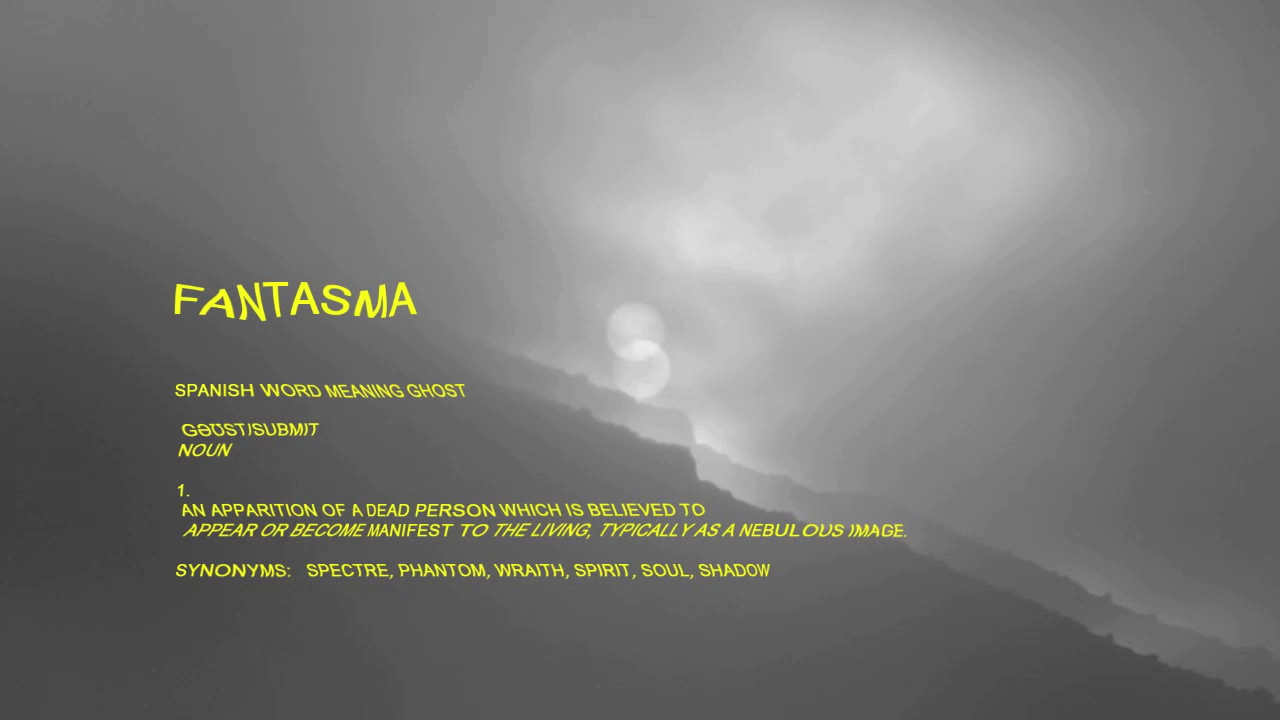 FANTASMA
SPANISH WORD MEANING GHOST
GƏƱST/SUBMIT
NOUN
1.
AN APPARITION OF A DEAD PERSON WHICH IS BELIEVED TO
APPEAR OR BECOME MANIFEST TO THE LIVING, TYPICALLY AS A NEBULOUS IMAGE.
SYNONYMS: SPECTRE, PHANTOM, WRAITH, SPIRIT, SOUL, SHADOW